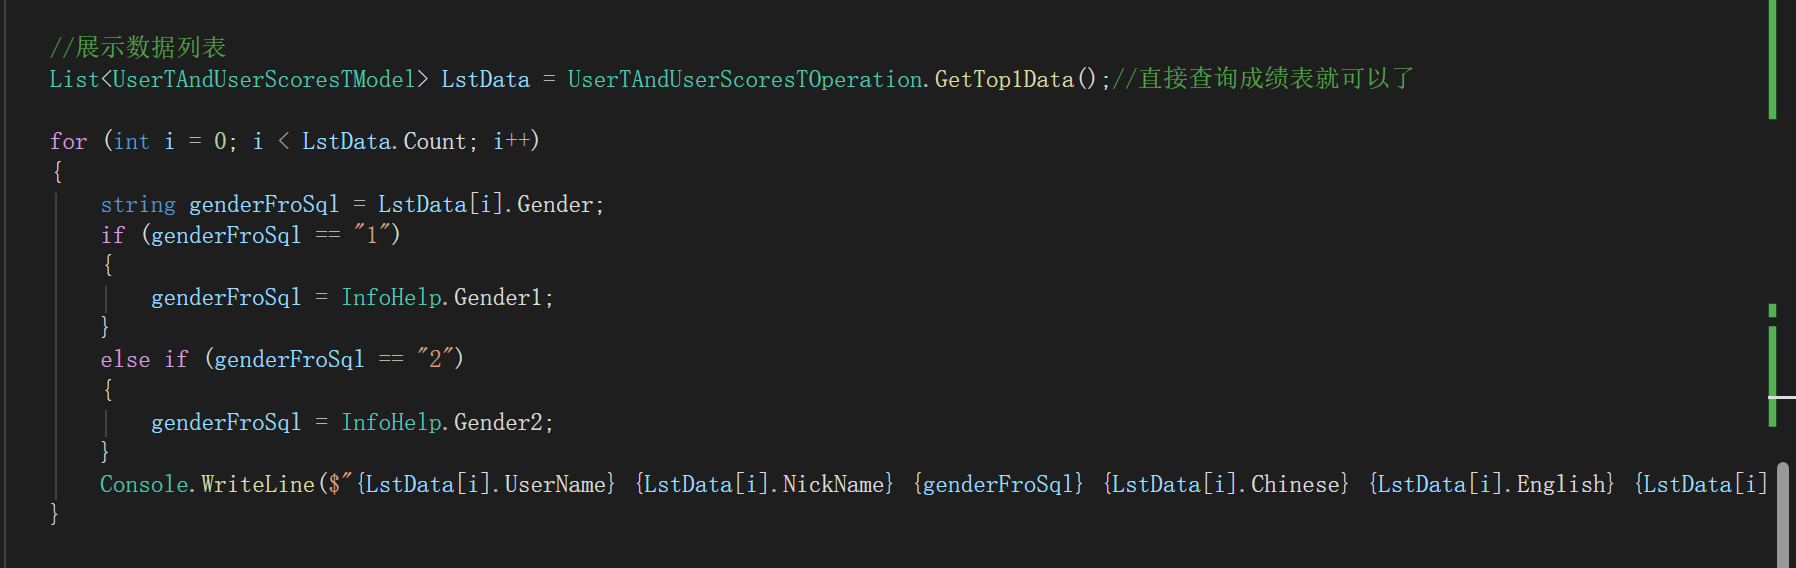 //展示数据列表
List<UserTAndUserScoresTModel> LstData = UserTAndUserScoresTOperation.GetTop1Data();//直接查询成绩表就可以了
for (int i = 0; i < LstData.Count; i++)
{
string genderFroSql = LstData[i].Gender;
if (genderFroSql == "1")
{
genderFroSql = InfoHelp.Gender1;
}
else if (genderFroSql == "2")
{
genderFroSql = InfoHelp.Gender2;
}
Console.WriteLine($"{LstData[i].UserName} {LstData[i].NickName} {genderFroSql} {LstData[i].Chinese} {LstData[i].English} {LstData[i]
}